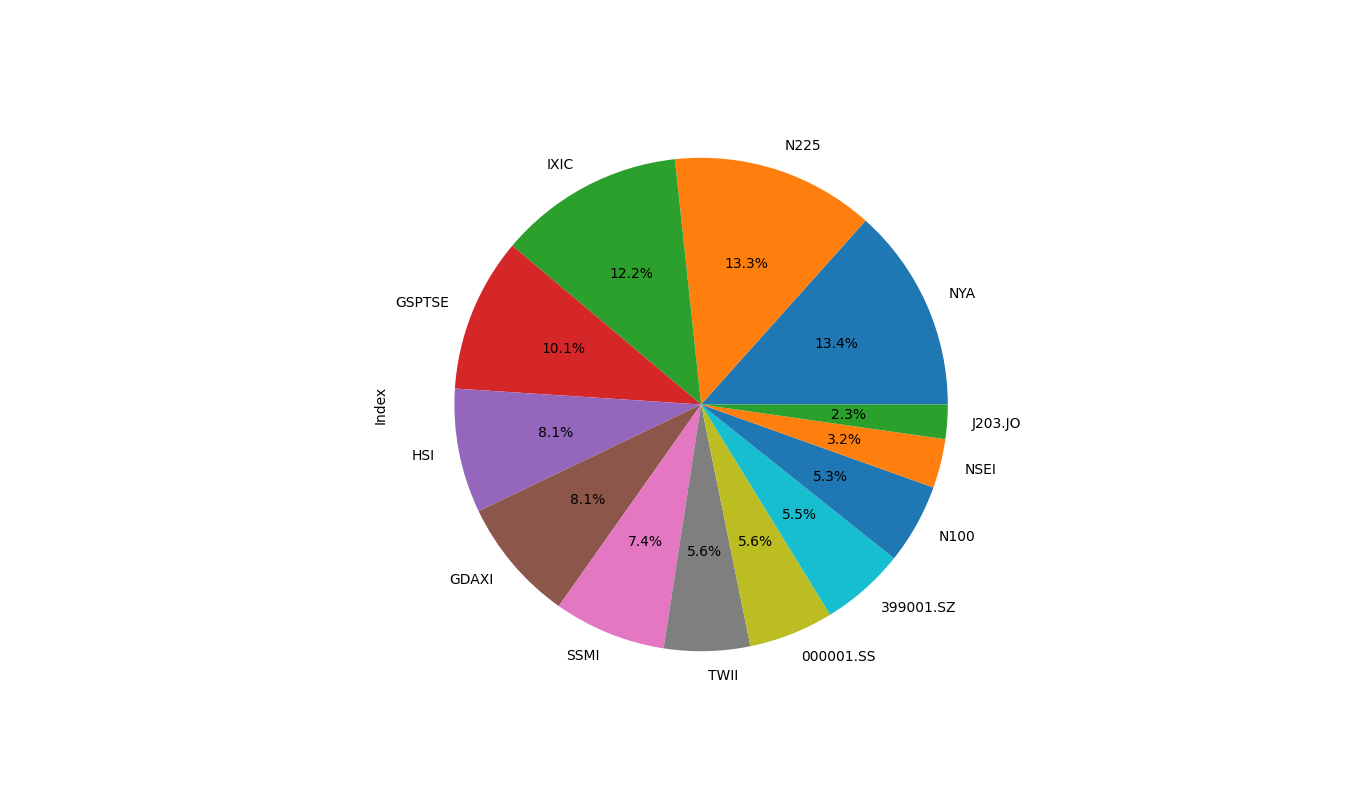 N225
IXIC
NYA
GSPTSE
13.3%
12.2%
13.4%
10.1%
Index
HSI
8.1%
2.3%
J203.JO
3.2%
NSEI
5.3%
8.1%
5.5%
N100
GDAXI
7.4%
5.6%
5.6%
399001.SZ
SSMI
TWII
000001.SS